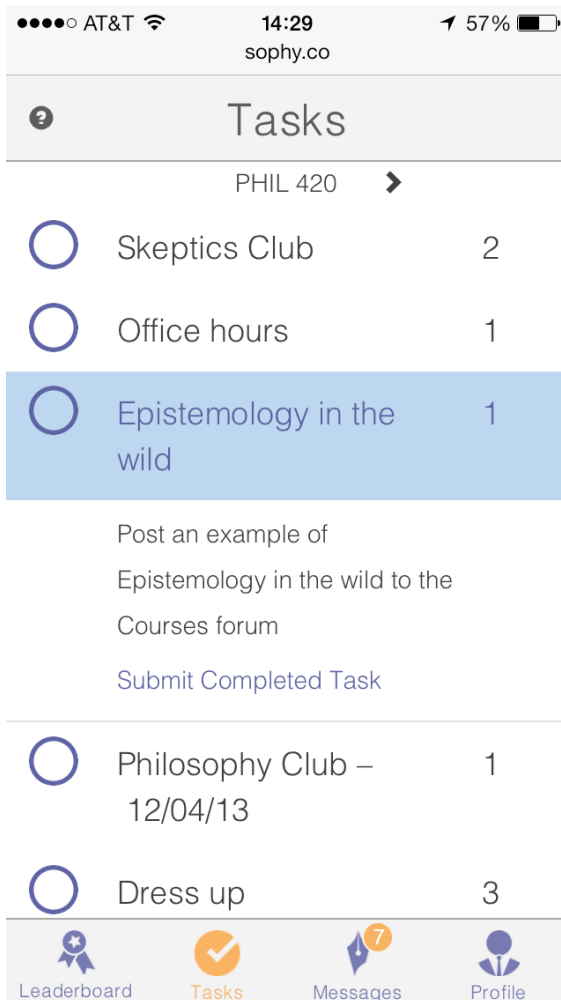 AT&T 14:29 57%
sophy.co
? Tasks
PHIL 420
Skeptics Club 2
Office hours 1
Epistemology in the 1
wild
Post an example of
Epistemology in the wild to the
Courses forum
Submit Completed Task
Philosophy Club – 1
12/04/13
Dress up 3
7
Leaderboard Tasks Messages Profile